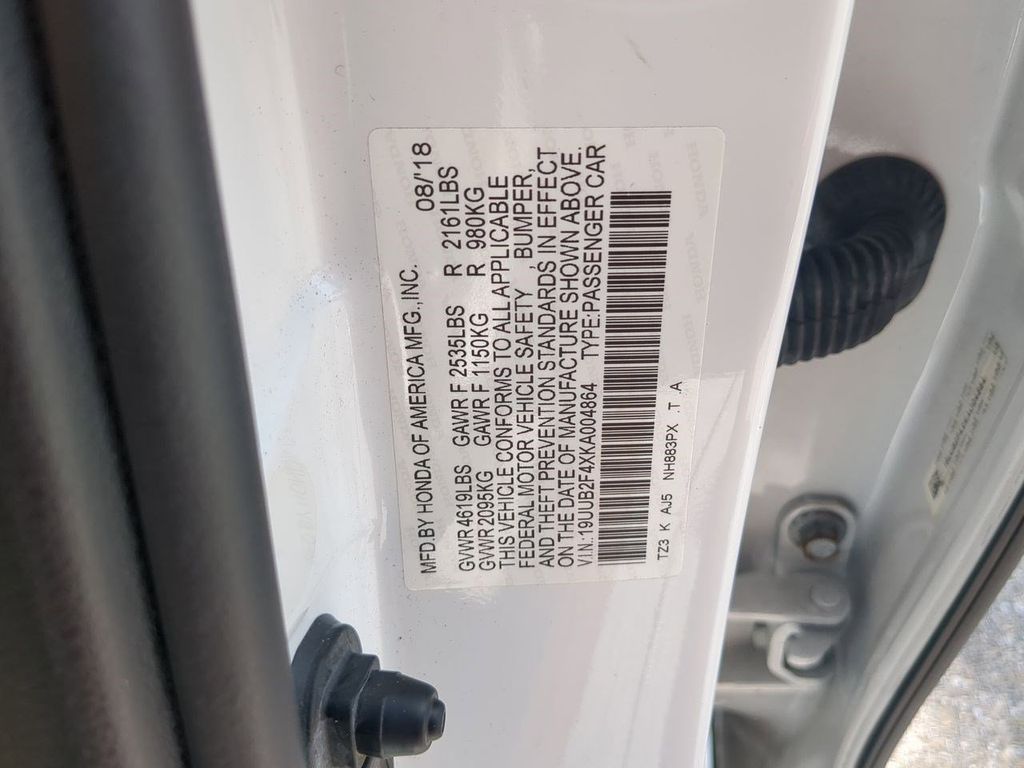 MFD.BY HONDA OF AMERICA MFG.,INC. 08/'18
GVWR 4619LBS GAWR F 2535LBS R 2161LBS
GVWR 2095KG GAWR F 1150KG R 980KG
THIS VEHICLE CONFORMS TO ALL APPLICABLE
FEDERAL MOTOR VEHICLE SAFETY, BUMPER,
AND THEFT PREVENTION STANDARDS IN EFFECT
ON THE DATE OF MANUFACTURE SHOWN ABOVE.
V.I.N.:19UUB2F4XKA004864 TYPE:PASSENGER CAR
TZ3 K AJ5 NH883PX .T .A